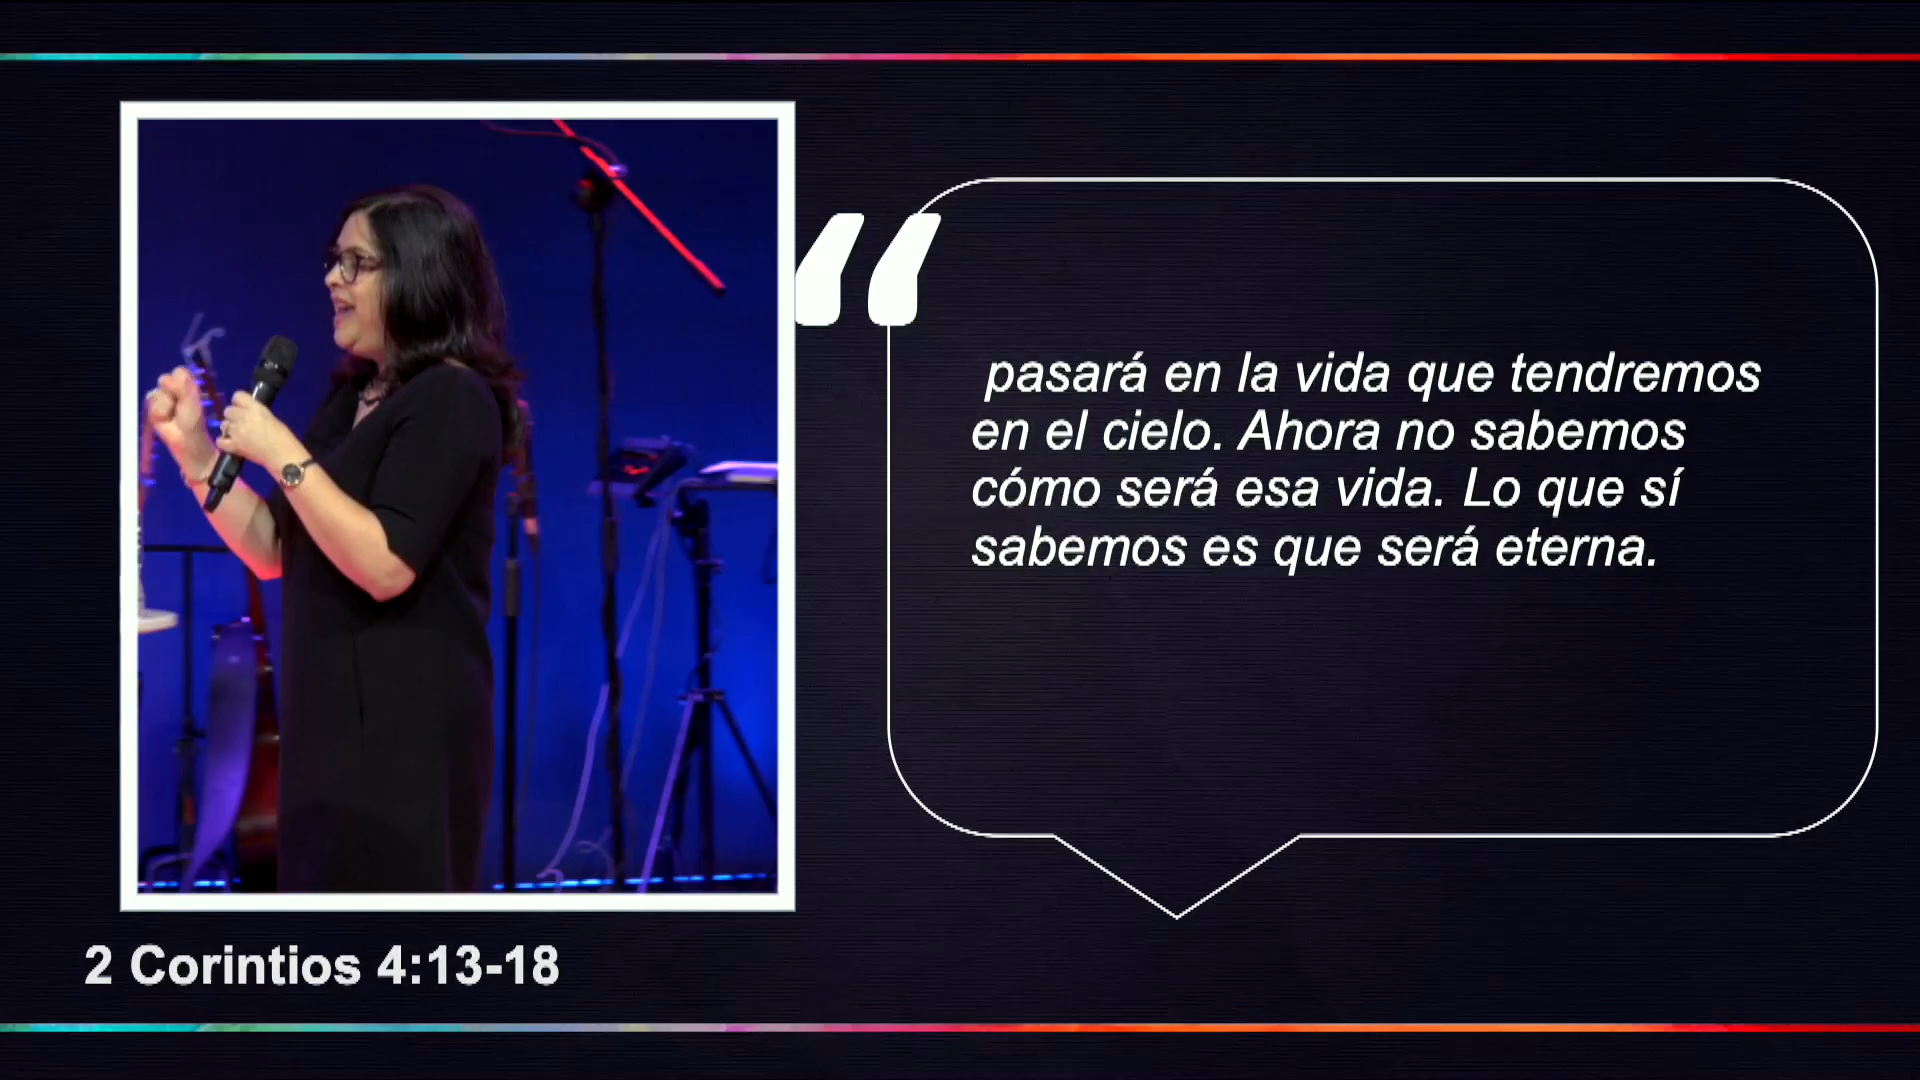 “
pasará en la vida que tendremos
en el cielo. Ahora no sabemos
cómo será esa vida. Lo que sí
sabemos es que será eterna.
2 Corintios 4:13-18